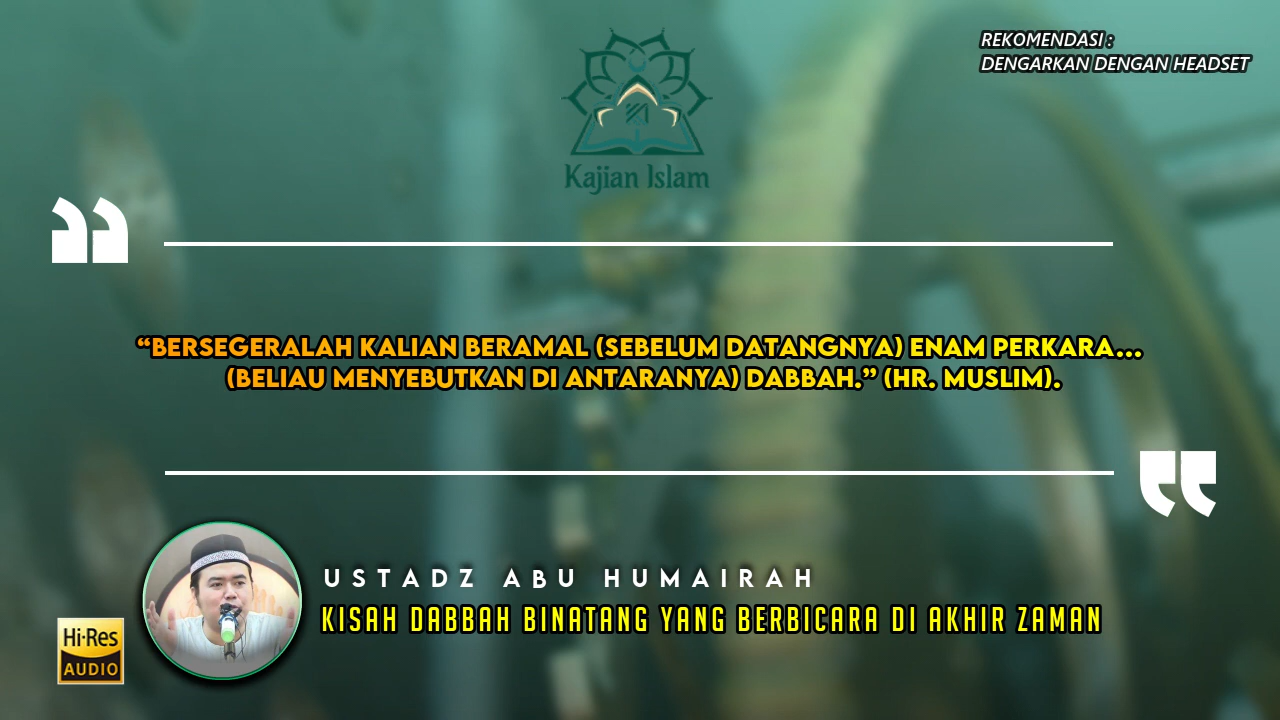 REKOMENDASI :
DENGARKAN DENGAN HEADSET
Kajian Islam
“BERSEGERALAH KALIAN BERAMAL (SEBELUM DATANGNYA) ENAM PERKARA...
(BELIAU MENYEBUTKAN DI ANTARANYA) DABBAH.” (HR. MUSLIM).
USTADZ ABU HUMAIRAH
KISAH DABBAH BINATANG YANG BERBICARA DI AKHIR ZAMAN
Hi-Res
AUDIO